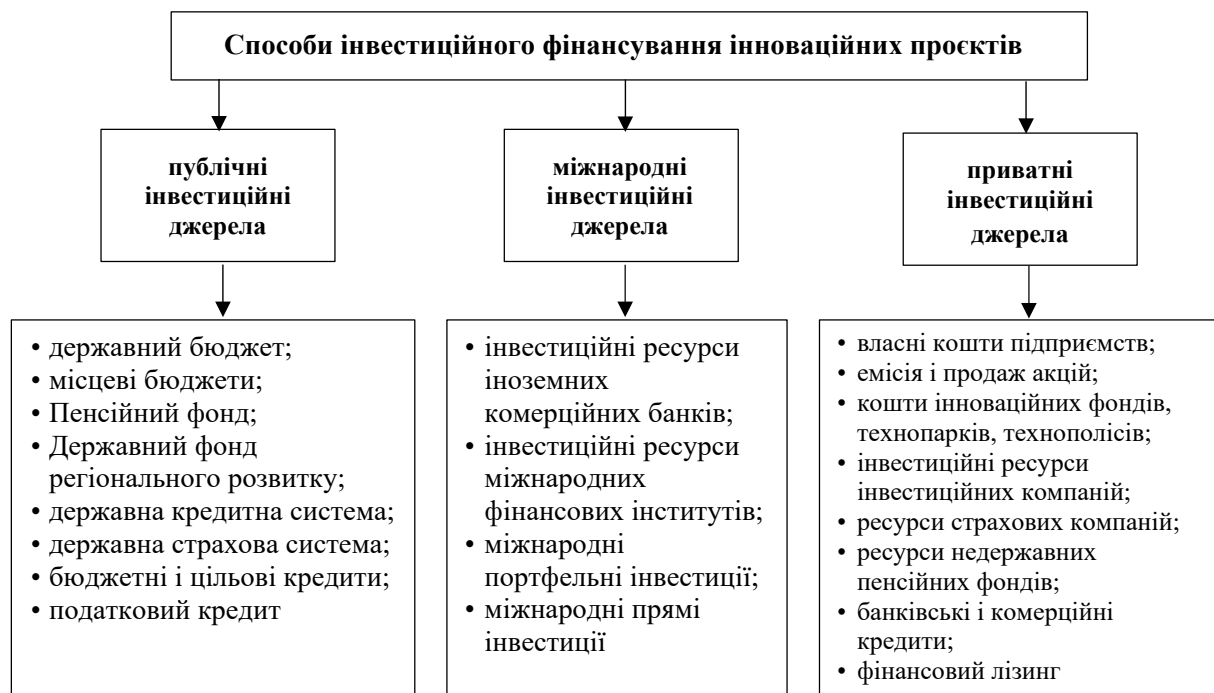 Способи інвестиційного фінансування інноваційних проєктів
публічні
інвестиційні
джерела
міжнародні
інвестиційні
джерела
приватні
інвестиційні
джерела
• державний бюджет;
• місцеві бюджети;
• Пенсійний фонд;
• Державний фонд
регіонального розвитку;
• державна кредитна система;
• державна страхова система;
• бюджетні і цільові кредити;
• податковий кредит
• інвестиційні ресурси
іноземних
комерційних банків;
• інвестиційні ресурси
міжнародних
фінансових інститутів;
• міжнародні
портфельні інвестиції;
• міжнародні прямі
інвестиції
• власні кошти підприємств;
• емісія і продаж акцій;
• кошти інноваційних фондів,
технопарків, технополісів;
• інвестиційні ресурси
інвестиційних компаній;
• ресурси страхових компаній;
• ресурси недержавних
пенсійних фондів;
• банківські і комерційні
кредити;
• фінансовий лізинг